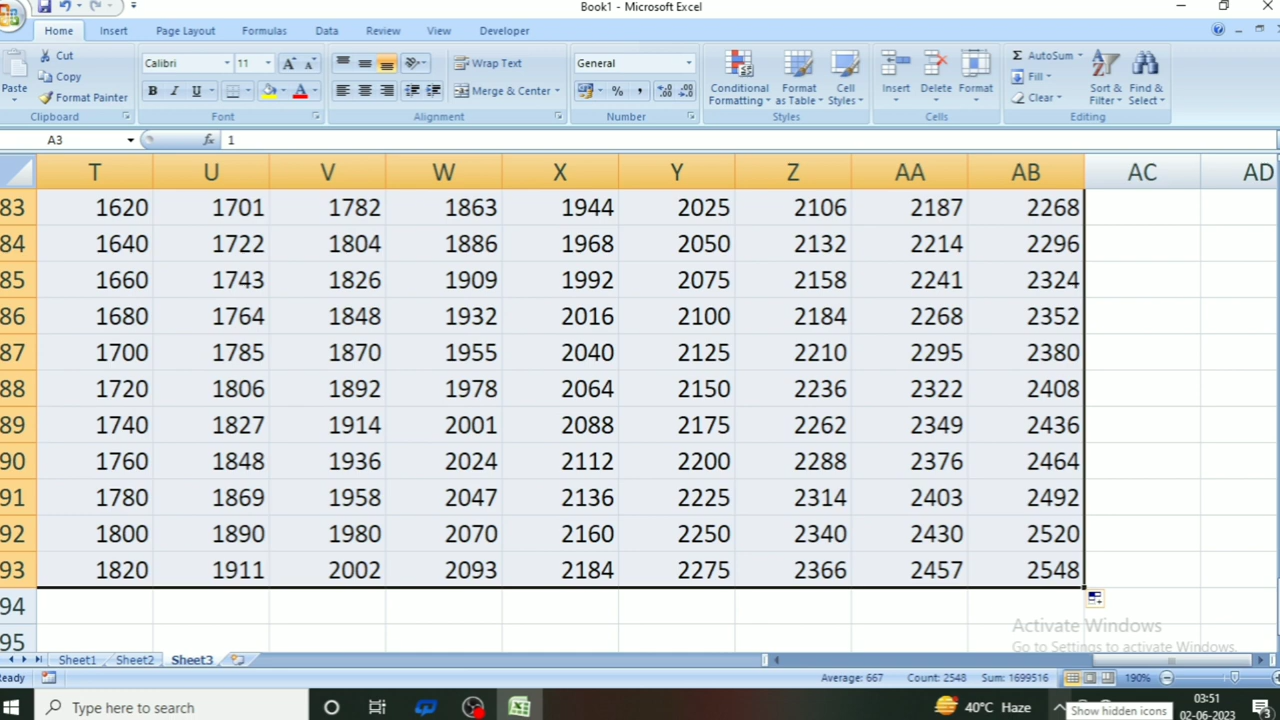 Book1 - Microsoft Excel
Home Insert Page Layout Formulas Data Review View Developer
Cut
Copy
Format Painter
Paste
Clipboard
Calibri 11
B I U
Font
Wrap Text
Merge & Center
Alignment
General
% ,
Number
Conditional Formatting
Format as Table
Cell Styles
Styles
Insert Delete Format
Cells
Σ AutoSum
Fill
Clear
Sort & Filter
Find & Select
Editing
A3 fx 1
T U V W X Y Z AA AB AC AD
83 1620 1701 1782 1863 1944 2025 2106 2187 2268
84 1640 1722 1804 1886 1968 2050 2132 2214 2296
85 1660 1743 1826 1909 1992 2075 2158 2241 2324
86 1680 1764 1848 1932 2016 2100 2184 2268 2352
87 1700 1785 1870 1955 2040 2125 2210 2295 2380
88 1720 1806 1892 1978 2064 2150 2236 2322 2408
89 1740 1827 1914 2001 2088 2175 2262 2349 2436
90 1760 1848 1936 2024 2112 2200 2288 2376 2464
91 1780 1869 1958 2047 2136 2225 2314 2403 2492
92 1800 1890 1980 2070 2160 2250 2340 2430 2520
93 1820 1911 2002 2093 2184 2275 2366 2457 2548
94
95
Activate Windows
Go to Settings to activate Windows.
Sheet1 Sheet2 Sheet3
eady Average: 667 Count: 2548 Sum: 1699516 190%
Type here to search
40°C Haze
Show hidden icons
03:51
02-06-2023
3